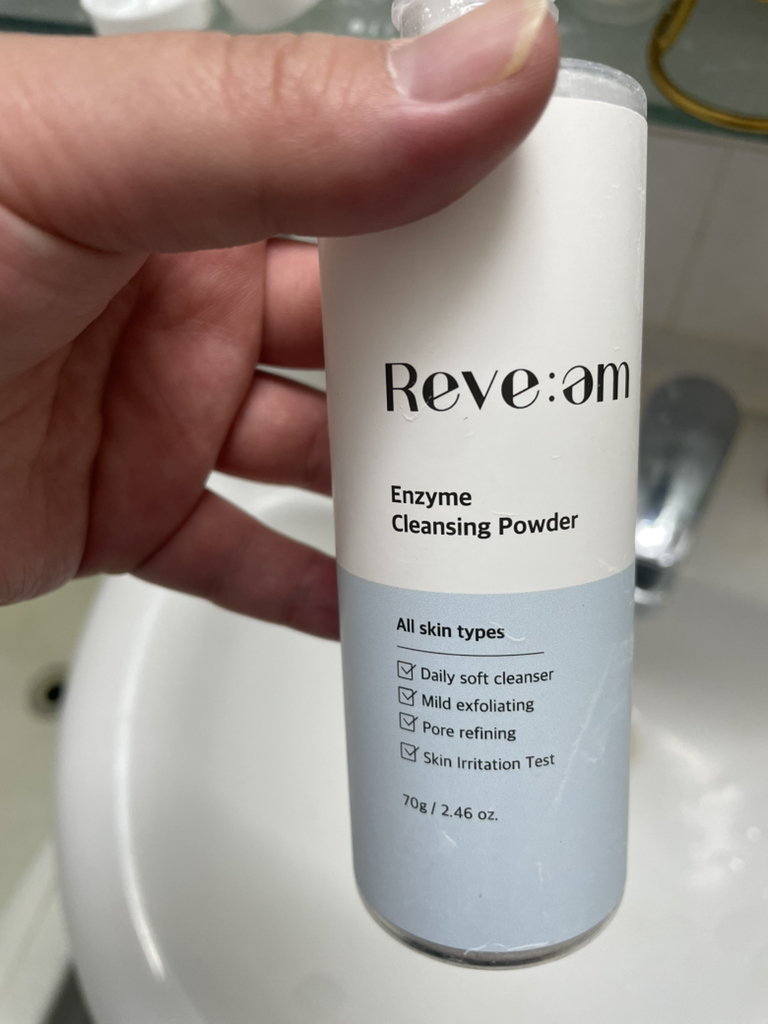 Reve:am
Enzyme
Cleansing Powder
All skin types
Daily soft cleanser
Mild exfoliating
Pore refining
Skin Irritation Test
70g / 2.46 oz.